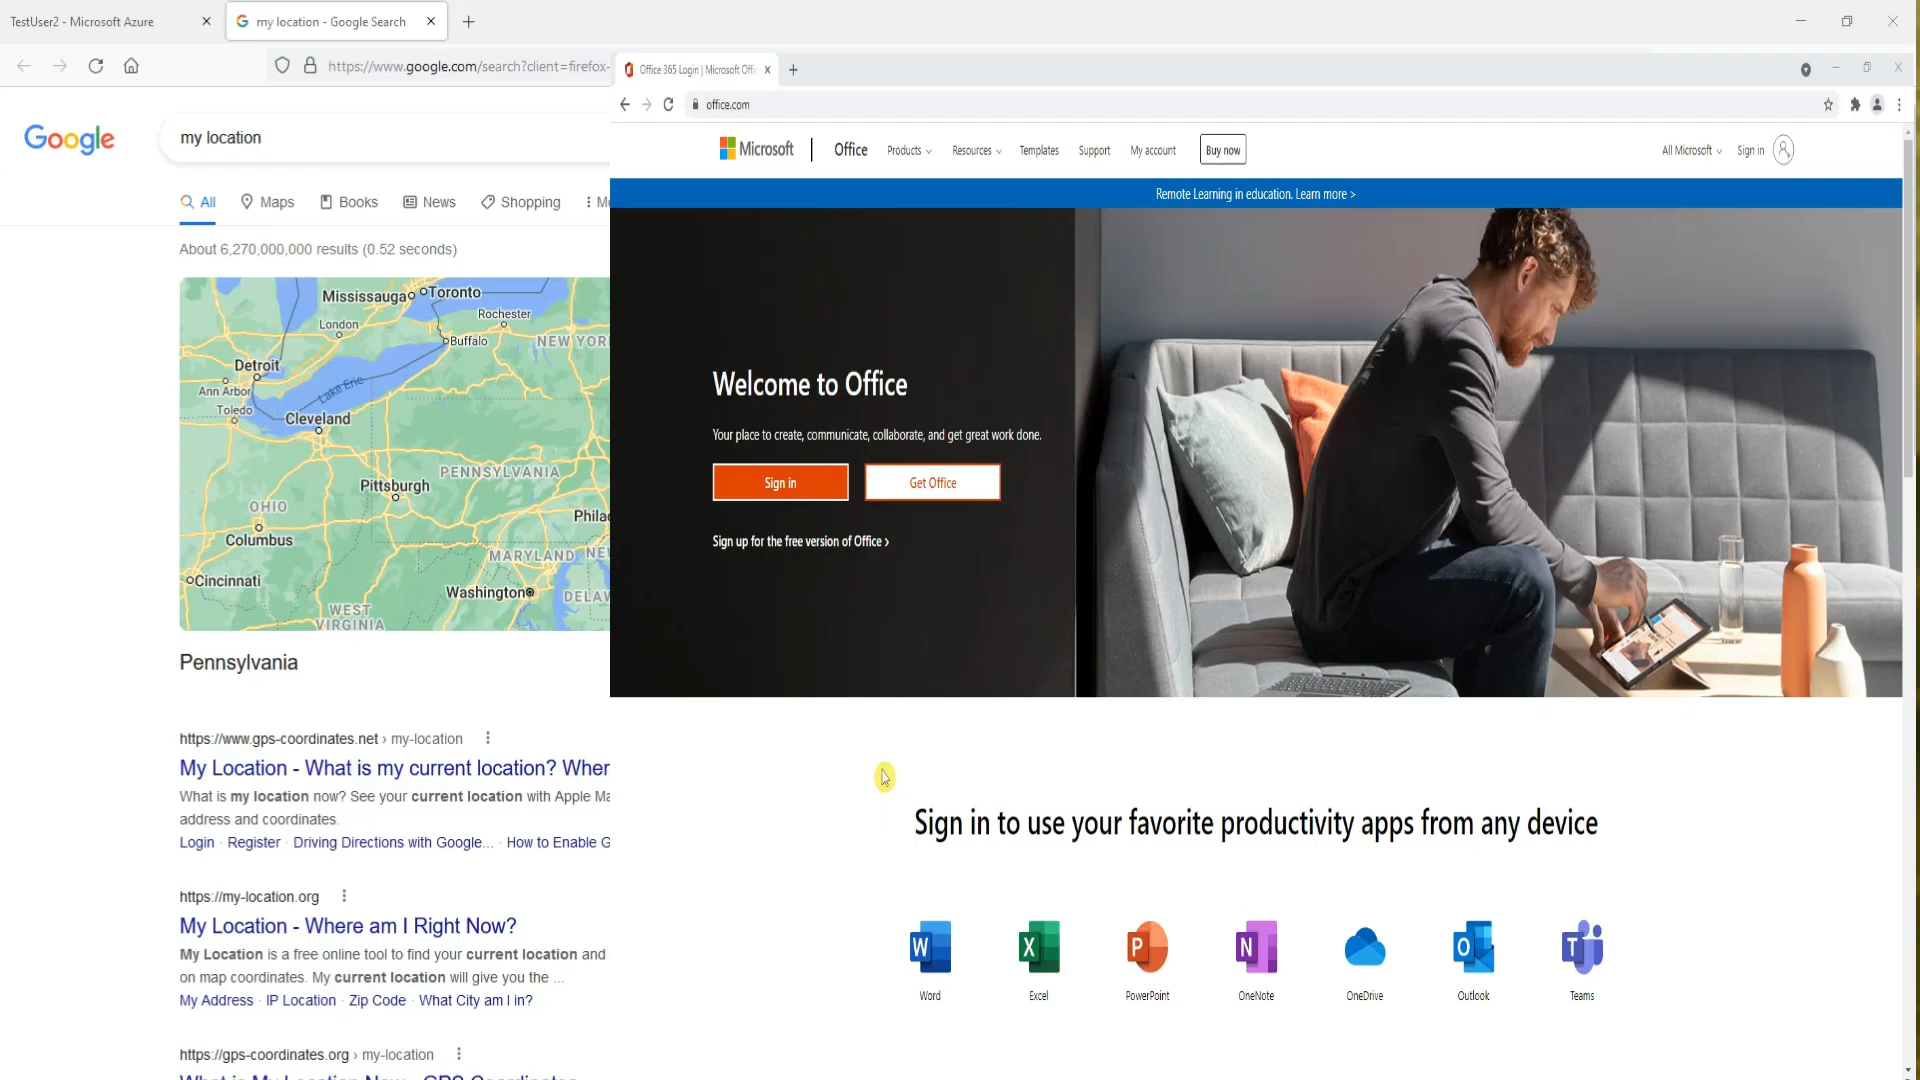 TestUser2 - Microsoft Azure
my location - Google Search
https://www.google.com/search?client=firefox-
Google
my location
All Maps Books News Shopping
About 6,270,000,000 results (0.52 seconds)
Mississauga Toronto
London
Rochester
Buffalo
NEW YOR
Detroit
Ann Arbor
Toledo
Lake Erie
Cleveland
PENNSYLVANIA
Pittsburgh
OHIO
Columbus
Philac
MARYLAND NE
Cincinnati
Washington
DELA
WEST
VIRGINIA
Pennsylvania
https://www.gps-coordinates.net › my-location
My Location - What is my current location? Wher
What is my location now? See your current location with Apple Ma
address and coordinates.
Login · Register · Driving Directions with Google... · How to Enable G
https://my-location.org
My Location - Where am I Right Now?
My Location is a free online tool to find your current location and
on map coordinates. My current location will give you the ...
My Address · IP Location · Zip Code · What City am I in?
https://gps-coordinates.org › my-location
What is My Location Now - GPS Coordinates
Office 365 Login | Microsoft Offi
office.com
Microsoft Office Products Resources Templates Support My account Buy now All Microsoft Sign in
Remote Learning in education. Learn more >
Welcome to Office
Your place to create, communicate, collaborate, and get great work done.
Sign in Get Office
Sign up for the free version of Office ›
Sign in to use your favorite productivity apps from any device
W X P N O T
Word Excel PowerPoint OneNote OneDrive Outlook Teams